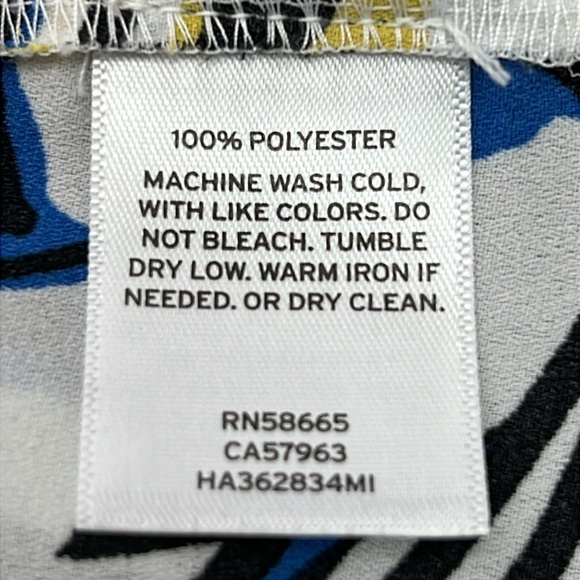 100% POLYESTER
MACHINE WASH COLD,
WITH LIKE COLORS. DO
NOT BLEACH. TUMBLE
DRY LOW. WARM IRON IF
NEEDED. OR DRY CLEAN.
RN58665
CA57963
HA362834MI